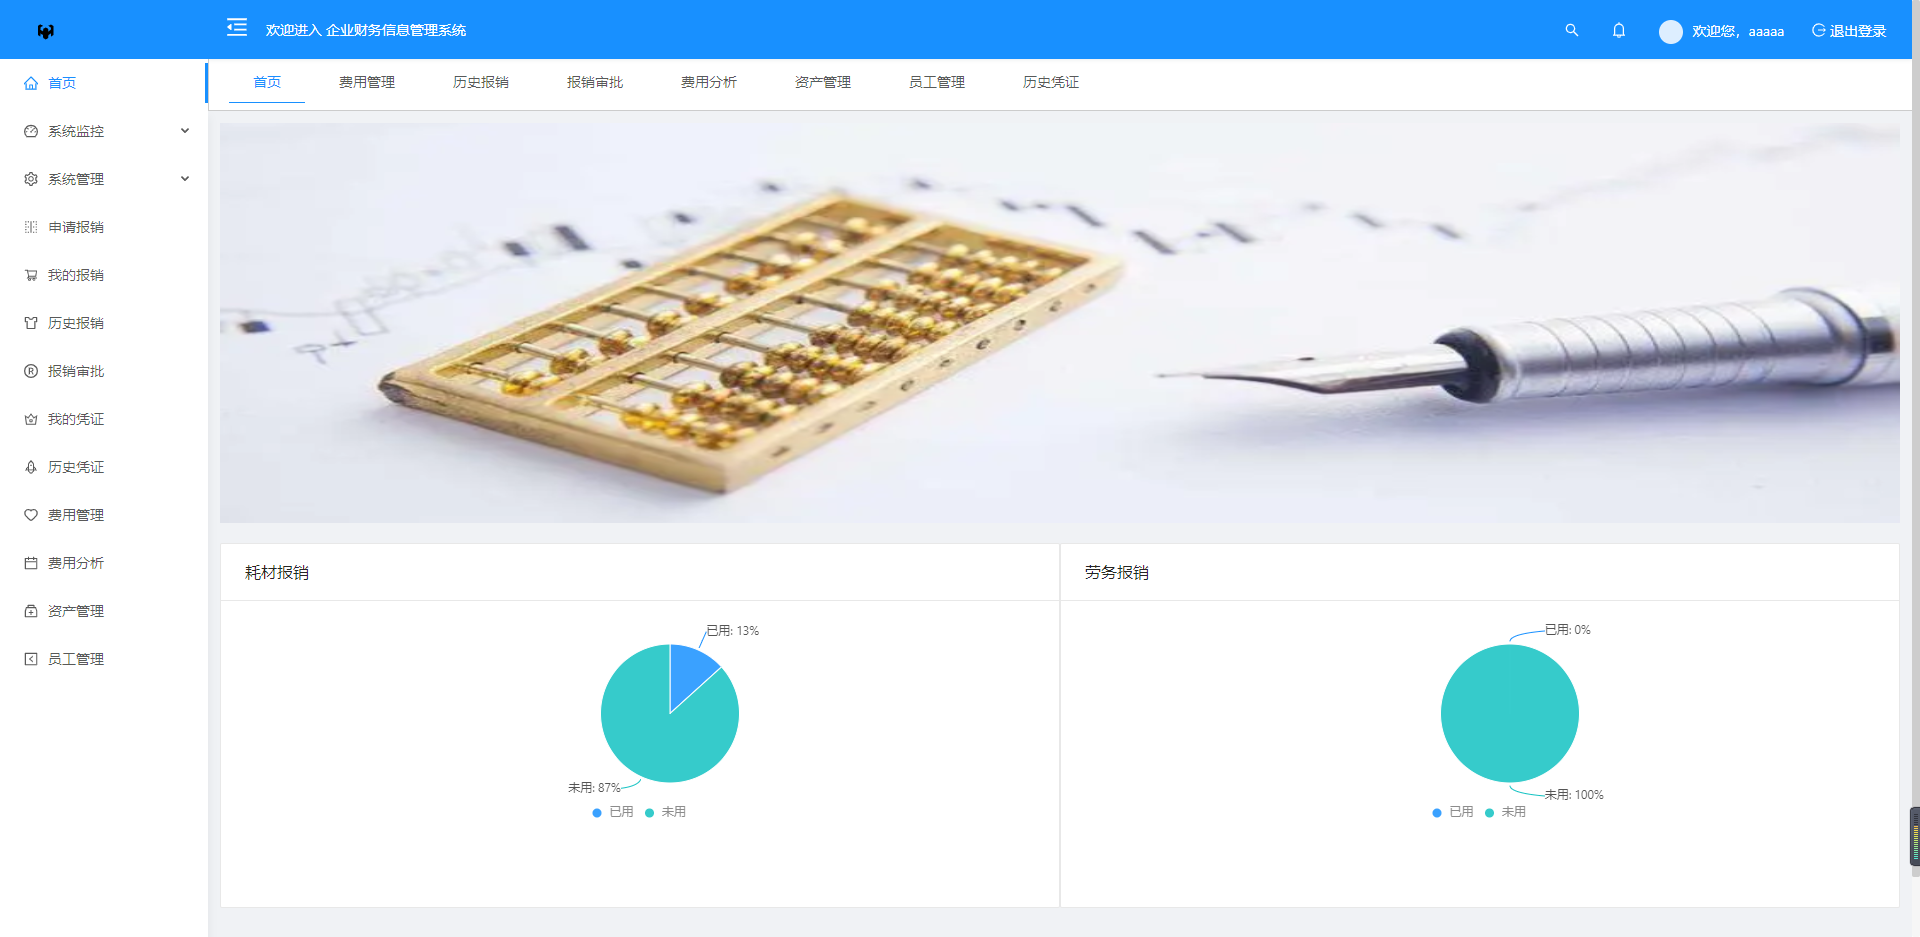 欢迎进入 企业财务信息管理系统
欢迎您，aaaaa
退出登录
首页
系统监控
系统管理
申请报销
我的报销
历史报销
报销审批
我的凭证
历史凭证
费用管理
费用分析
资产管理
员工管理
首页 费用管理 历史报销 报销审批 费用分析 资产管理 员工管理 历史凭证
耗材报销
已用: 13%
未用: 87%
已用 未用
劳务报销
已用: 0%
未用: 100%
已用 未用